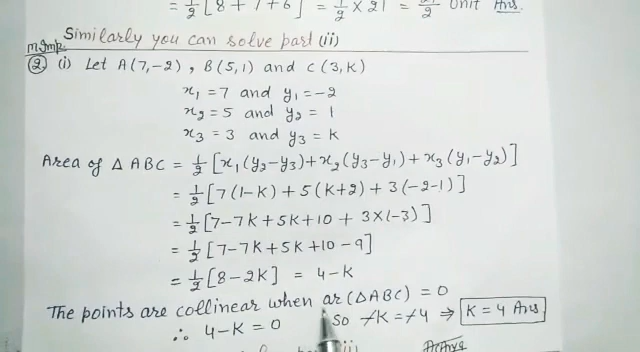 = 1/2 [8 + 7 + 6] = 1/2 × 21 = 21/2 Unit Ans.
Similarly you can solve part (ii)
m.Imp.
② (i) Let A(7,-2), B(5,1) and C(3,K)
x₁ = 7 and y₁ = -2
x₂ = 5 and y₂ = 1
x₃ = 3 and y₃ = K
Area of △ ABC = 1/2 [x₁(y₂-y₃)+x₂(y₃-y₁)+x₃(y₁-y₂)]
= 1/2 [7(1-K) + 5(K+2) + 3(-2-1)]
= 1/2 [7-7K+5K+10 + 3×(-3)]
= 1/2 [7-7K+5K+10-9]
= 1/2 [8-2K] = 4-K
The points are collinear when ar(△ABC) = 0
∴ 4-K = 0 So -K = -4 ⇒ K = 4 Ans.